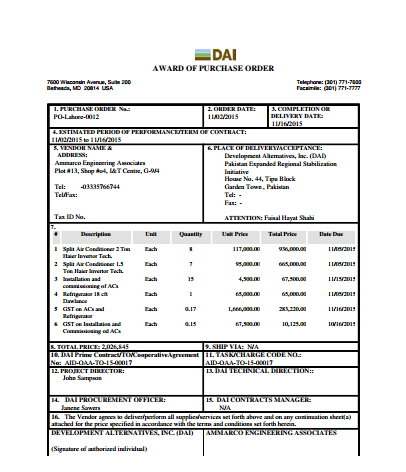 DAI
AWARD OF PURCHASE ORDER
7600 Wisconsin Avenue, Suite 200 Telephone: (301) 771-7600
Bethesda, MD 20814 USA Facsimile: (301) 771-7777
1. PURCHASE ORDER No.: 2. ORDER DATE: 3. COMPLETION OR
PO-Lahore-0012 11/02/2015 DELIVERY DATE:
11/16/2015
4. ESTIMATED PERIOD OF PERFORMANCE/TERM OF CONTRACT:
11/02/2015 to 11/16/2015
5. VENDOR NAME & 6. PLACE OF DELIVERY/ACCEPTANCE:
ADDRESS: Development Alternatives, Inc. (DAI)
Ammarco Engineering Associates Pakistan Expanded Regional Stabilization
Plot #13, Shop #o4, I&T Centre, G-9/4 Initiative
House No. 44, Tipu Block
Tel: -03335766744 Garden Town , Pakistan
Tel/Fax: Tel: -
Fax: -
Tax ID No. ATTENTION: Faisal Hayat Shahi
7.
# Description Unit Quantity Unit Price Total Price Date Due
1 Split Air Conditioner 2 Ton Each 8 117,000.00 936,000.00 11/05/2015
Haier Invertor Tech.
2 Split Air Conditioner 1.5 Each 7 95,000.00 665,000.00 11/05/2015
Ton Haier Invertor Tech.
3 Installation and Each 15 4,500.00 67,500.00 11/15/2015
commissioning of ACs
4 Refrigerator 18 cft Each 1 65,000.00 65,000.00 11/05/2015
Dawlance
5 GST on ACs and Each 0.17 1,666,000.00 283,220.00 11/16/2015
Refrigerator
6 GST on Installation and Each 0.15 67,500.00 10,125.00 10/16/2015
Commissioning od ACs
8. TOTAL PRICE: 2,026,845 9. SHIP VIA: N/A
10. DAI Prime Contract/TO/CooperativeAgreement 11. TASK/CHARGE CODE NO.:
No: AID-OAA-TO-15-00017 AID-OAA-TO-15-00017
12. PROJECT DIRECTOR: 13. DAI TECHNICAL DIRECTION::
John Sampson
14. DAI PROCUREMENT OFFICER: 15. DAI CONTRACTS MANAGER:
Janene Sawers N/A
16. The Vendor agrees to deliver/perform all supplies/services set forth above and on any continuation sheet(s)
attached for the price specified in accordance with the terms and conditions set forth herein.
DEVELOPMENT ALTERNATIVES, INC. (DAI) AMMARCO ENGINEERING ASSOCIATES
(Signature of authorized individual)